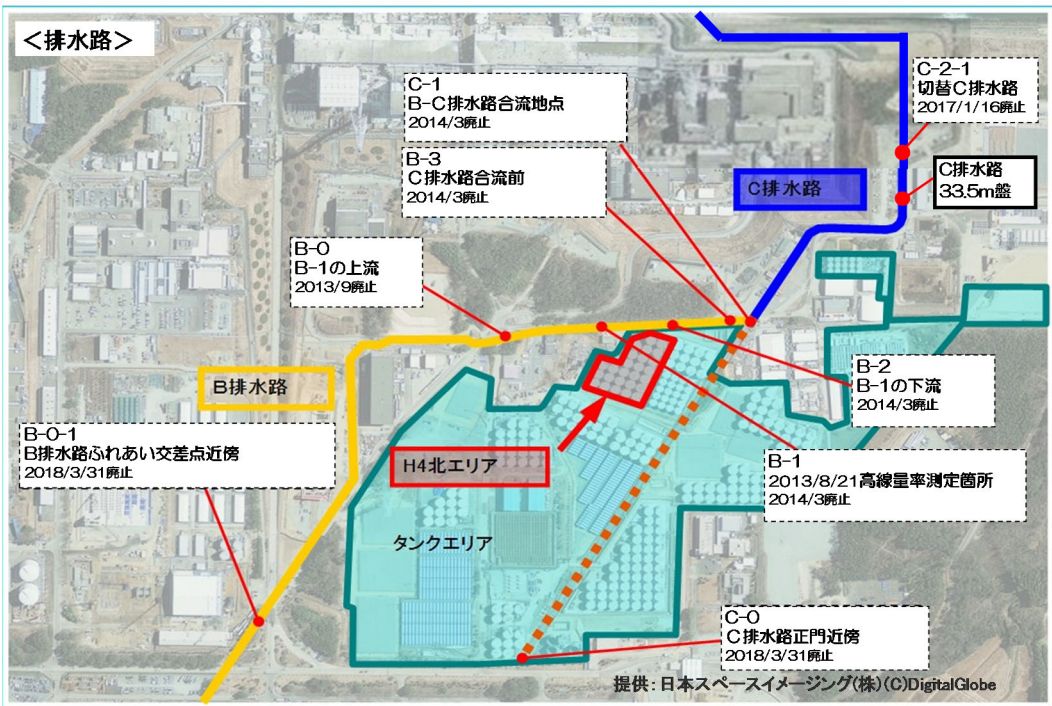 ＜排水路＞
C-1
B-C排水路合流地点
2014/3廃止
B-3
C排水路合流前
2014/3廃止
C-2-1
切替C排水路
2017/1/16廃止
C排水路
33.5m盤
C排水路
B-0
B-1の上流
2013/9廃止
B排水路
B-2
B-1の下流
2014/3廃止
B-0-1
B排水路ふれあい交差点近傍
2018/3/31廃止
H4北エリア
B-1
2013/8/21高線量率測定箇所
2014/3廃止
タンクエリア
C-0
C排水路正門近傍
2018/3/31廃止
提供：日本スペースイメージング(株)(C)DigitalGlobe